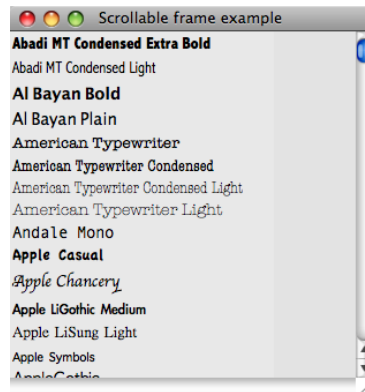 Scrollable frame example
Abadi MT Condensed Extra Bold
Abadi MT Condensed Light
Al Bayan Bold
Al Bayan Plain
American Typewriter
American Typewriter Condensed
American Typewriter Condensed Light
American Typewriter Light
Andale Mono
Apple Casual
Apple Chancery
Apple LiGothic Medium
Apple LiSung Light
Apple Symbols
AppleGothic